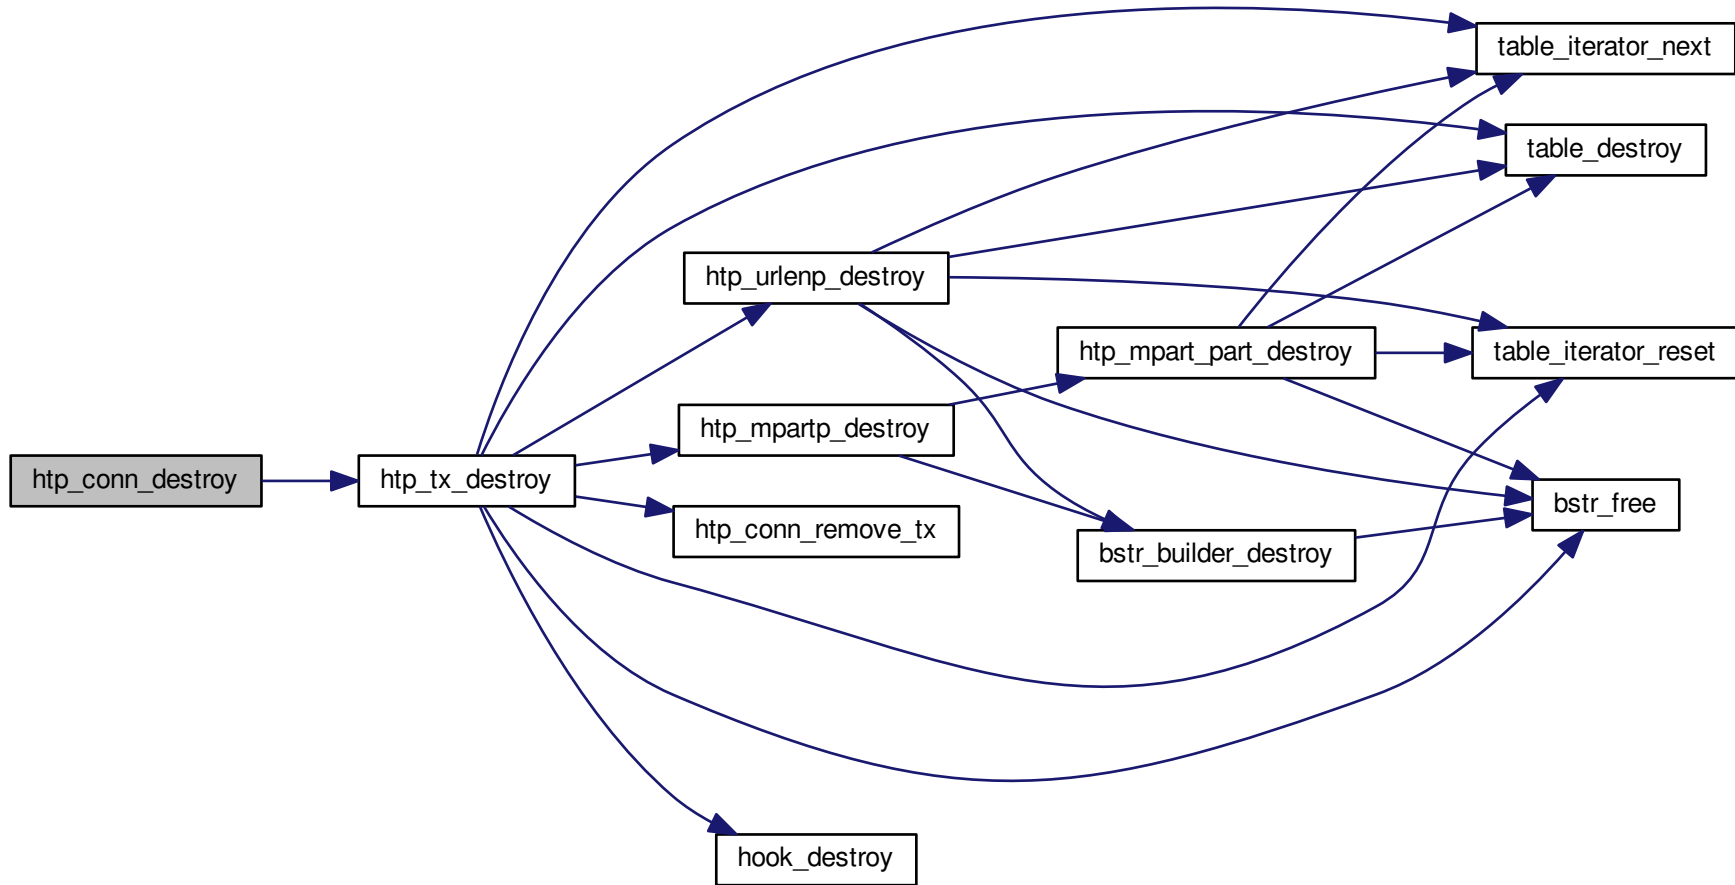 table_iterator_next
table_destroy
htp_urlenp_destroy
htp_mpart_part_destroy
table_iterator_reset
htp_mpartp_destroy
htp_conn_destroy
htp_tx_destroy
bstr_free
htp_conn_remove_tx
bstr_builder_destroy
hook_destroy